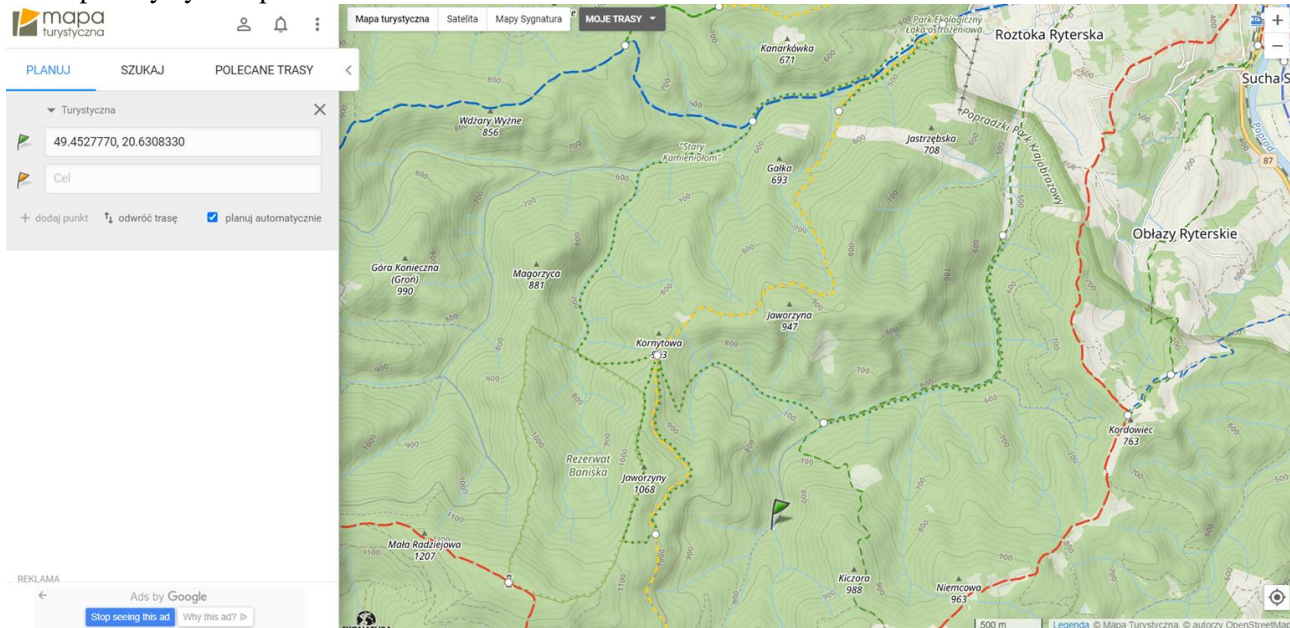 mapa
turystyczna
PLANUJ SZUKAJ POLECANE TRASY
Turystyczna
49.4527770, 20.6308330
Cel
+ dodaj punkt odwróć trasę planuj automatycznie
REKLAMA
Ads by Google
Stop seeing this ad Why this ad?
Mapa turystyczna Satelita Mapy Sygnatura MOJE TRASY
Park Ekologiczny
Łąka ostrożeniowa
Roztoka Ryterska
Kanarkówka
671
Sucha S
Wdżary Wyżne
856
"Stary
Kamieniołom"
Jastrzębska
708
Popradzki Park Krajobrazowy
Poprad
87
Gałka
693
Obłazy Ryterskie
Góra Konieczna
(Groń)
990
Magorzyca
881
Jaworzyna
947
Kornytowa
Kordowiec
763
Rezerwat
Baniska
Jaworzyny
1068
Mała Radziejowa
1207
Kiczora
988
Niemcowa
963
500 m Legenda © Mapa Turystyczna, © autorzy OpenStreetMap